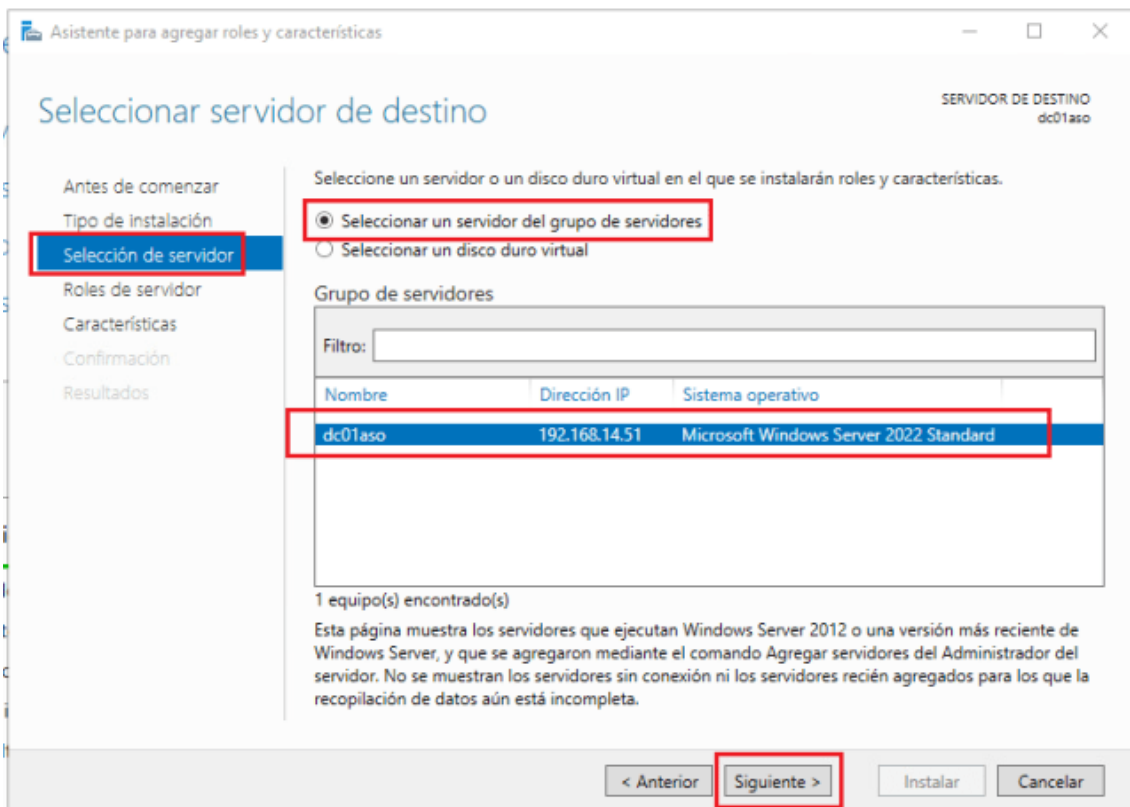 Asistente para agregar roles y características
Seleccionar servidor de destino
SERVIDOR DE DESTINO
dc01aso
Antes de comenzar
Tipo de instalación
Selección de servidor
Roles de servidor
Características
Confirmación
Resultados
Seleccione un servidor o un disco duro virtual en el que se instalarán roles y características.
Seleccionar un servidor del grupo de servidores
Seleccionar un disco duro virtual
Grupo de servidores
Filtro:
Nombre Dirección IP Sistema operativo
dc01aso 192.168.14.51 Microsoft Windows Server 2022 Standard
1 equipo(s) encontrado(s)
Esta página muestra los servidores que ejecutan Windows Server 2012 o una versión más reciente de
Windows Server, y que se agregaron mediante el comando Agregar servidores del Administrador del
servidor. No se muestran los servidores sin conexión ni los servidores recién agregados para los que la
recopilación de datos aún está incompleta.
< Anterior Siguiente > Instalar Cancelar